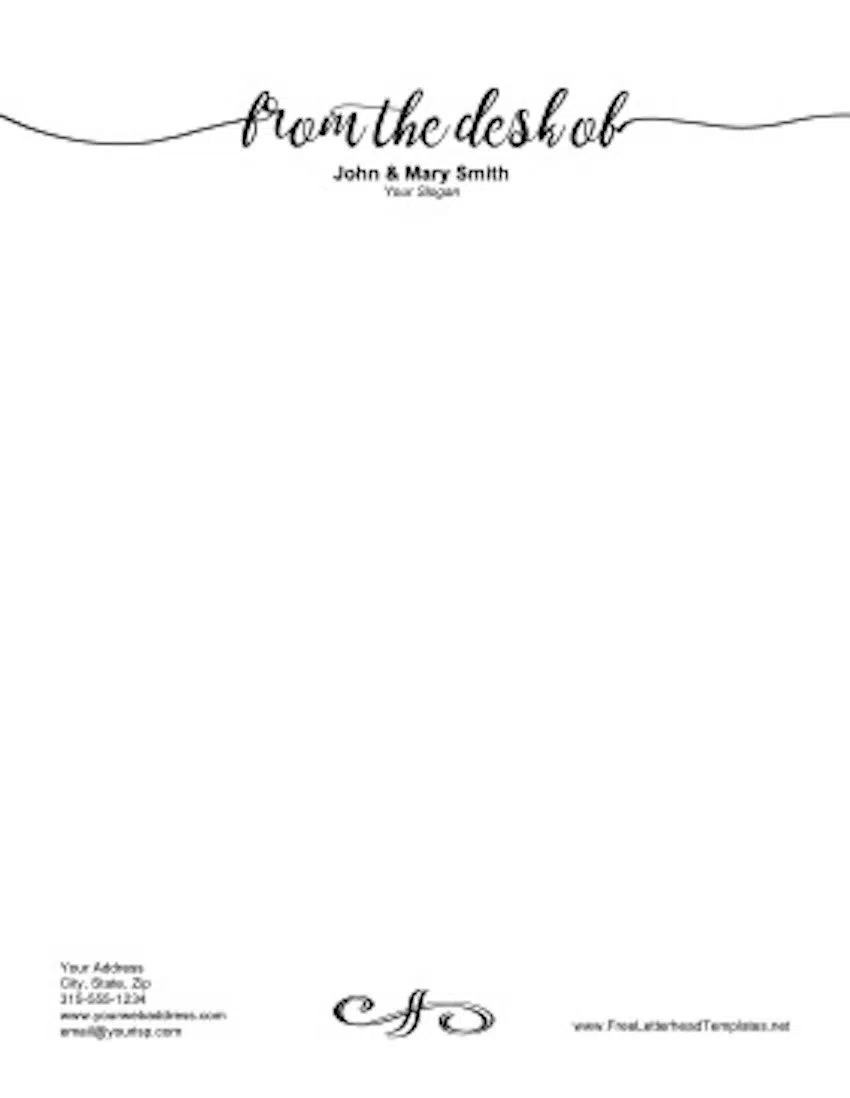 from the desk of
John & Mary Smith
Your Slogan
Your Address
City, State, Zip
315-555-1234
www.yourwebaddress.com
email@yourisp.com
www.FreeLetterheadTemplates.net